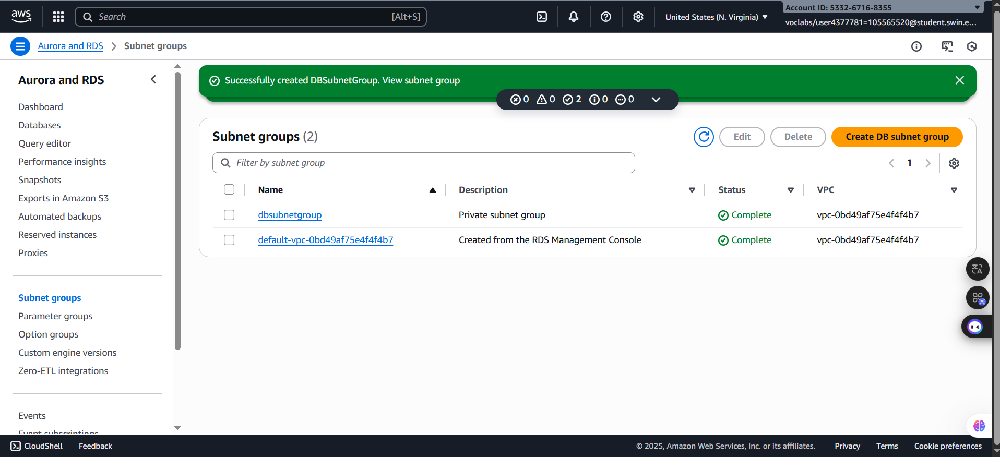 aws
Search
[Alt+S]
United States (N. Virginia)
Account ID: 5332-6716-8355
voclabs/user4377781=105565520@student.swin.e...
Aurora and RDS
Subnet groups
Aurora and RDS
Dashboard
Databases
Query editor
Performance insights
Snapshots
Exports in Amazon S3
Automated backups
Reserved instances
Proxies
Subnet groups
Parameter groups
Option groups
Custom engine versions
Zero-ETL integrations
Events
Event subscriptions
Successfully created DBSubnetGroup. View subnet group
0 0 2 0 0
Subnet groups (2)
Edit
Delete
Create DB subnet group
Filter by subnet group
1
Name Description Status VPC
dbsubnetgroup Private subnet group Complete vpc-0bd49af75e4f4f4b7
default-vpc-0bd49af75e4f4f4b7 Created from the RDS Management Console Complete vpc-0bd49af75e4f4f4b7
CloudShell
Feedback
© 2025, Amazon Web Services, Inc. or its affiliates.
Privacy
Terms
Cookie preferences